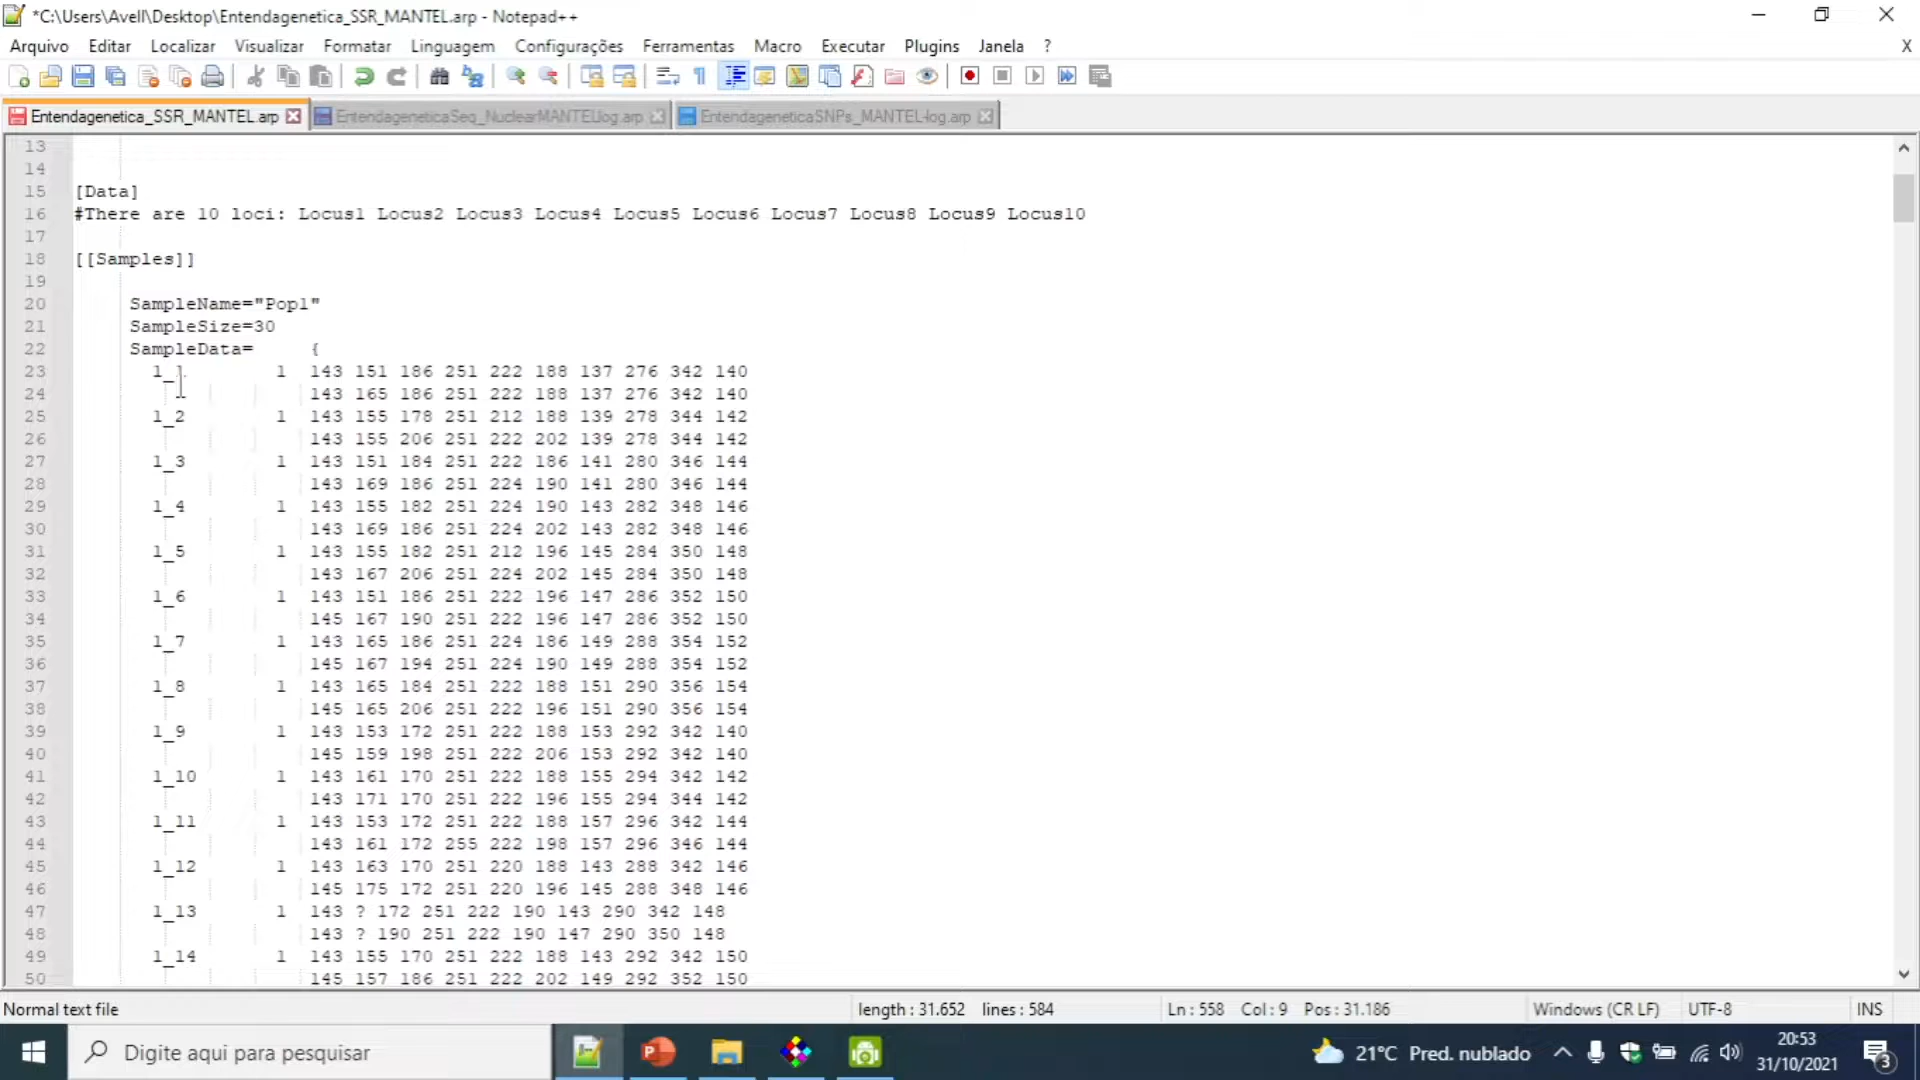 *C:\Users\Avell\Desktop\Entendagenetica_SSR_MANTEL.arp - Notepad++
Arquivo Editar Localizar Visualizar Formatar Linguagem Configurações Ferramentas Macro Executar Plugins Janela ? X
Entendagenetica_SSR_MANTEL.arp EntendageneticaSeq_NuclearMANTELlog.arp EntendageneticaSNPs_MANTEL-log.arp
13
14
15 [Data]
16 #There are 10 loci: Locus1 Locus2 Locus3 Locus4 Locus5 Locus6 Locus7 Locus8 Locus9 Locus10
17
18 [[Samples]]
19
20 SampleName="Pop1"
21 SampleSize=30
22 SampleData= {
23 1_1 1 143 151 186 251 222 188 137 276 342 140
24 143 165 186 251 222 188 137 276 342 140
25 1_2 1 143 155 178 251 212 188 139 278 344 142
26 143 155 206 251 222 202 139 278 344 142
27 1_3 1 143 151 184 251 222 186 141 280 346 144
28 143 169 186 251 224 190 141 280 346 144
29 1_4 1 143 155 182 251 224 190 143 282 348 146
30 143 169 186 251 224 202 143 282 348 146
31 1_5 1 143 155 182 251 212 196 145 284 350 148
32 143 167 206 251 224 202 145 284 350 148
33 1_6 1 143 151 186 251 222 196 147 286 352 150
34 145 167 190 251 222 196 147 286 352 150
35 1_7 1 143 165 186 251 224 186 149 288 354 152
36 145 167 194 251 224 190 149 288 354 152
37 1_8 1 143 165 184 251 222 188 151 290 356 154
38 145 165 206 251 222 196 151 290 356 154
39 1_9 1 143 153 172 251 222 188 153 292 342 140
40 145 159 198 251 222 206 153 292 342 140
41 1_10 1 143 161 170 251 222 188 155 294 342 142
42 143 171 170 251 222 196 155 294 344 142
43 1_11 1 143 153 172 251 222 188 157 296 342 144
44 143 161 172 255 222 198 157 296 346 144
45 1_12 1 143 163 170 251 220 188 143 288 342 146
46 145 175 172 251 220 196 145 288 348 146
47 1_13 1 143 ? 172 251 222 190 143 290 342 148
48 143 ? 190 251 222 190 147 290 350 148
49 1_14 1 143 155 170 251 222 188 143 292 342 150
50 145 157 186 251 222 202 149 292 352 150
Normal text file length : 31.652 lines : 584 Ln : 558 Col : 9 Pos : 31.186 Windows (CR LF) UTF-8 INS
Digite aqui para pesquisar 21°C Pred. nublado 20:53
31/10/2021 3